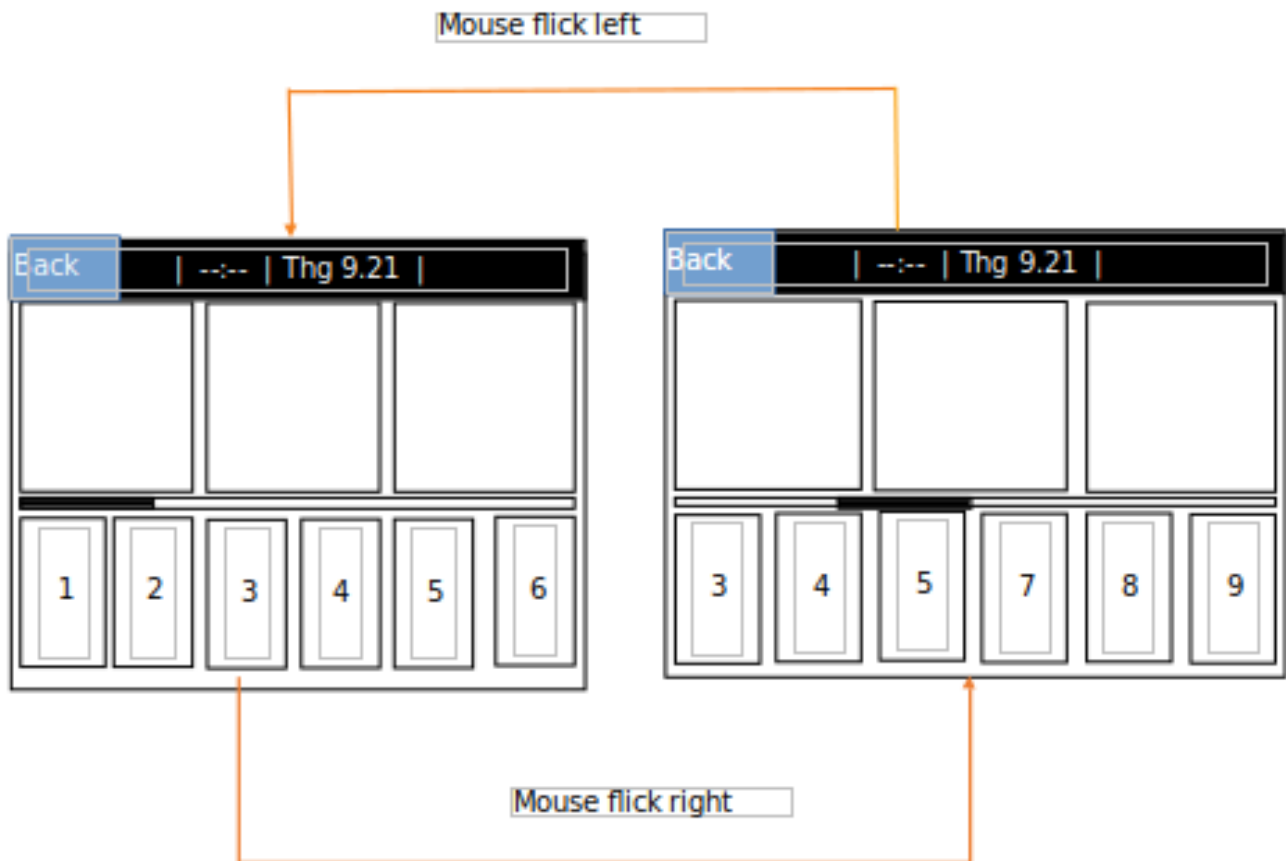 Mouse flick left
Back | --:-- | Thg 9.21 |
Back | --:-- | Thg 9.21 |
1 2 3 4 5 6
3 4 5 7 8 9
Mouse flick right